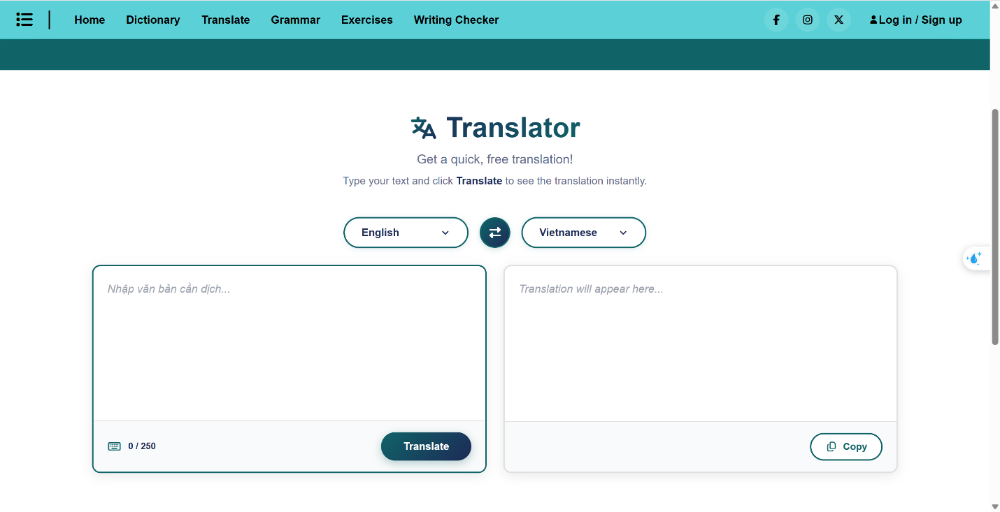 Home Dictionary Translate Grammar Exercises Writing Checker Log in / Sign up
Translator
Get a quick, free translation!
Type your text and click Translate to see the translation instantly.
English Vietnamese
Nhập văn bản cần dịch...
Translation will appear here...
0 / 250 Translate
Copy